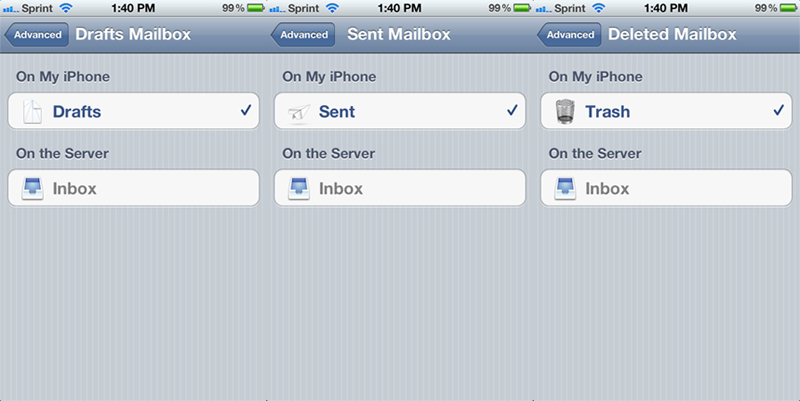 Sprint 1:40 PM 99%
Advanced Drafts Mailbox
On My iPhone
Drafts
On the Server
Inbox
Sprint 1:40 PM 99%
Advanced Sent Mailbox
On My iPhone
Sent
On the Server
Inbox
Sprint 1:40 PM 99%
Advanced Deleted Mailbox
On My iPhone
Trash
On the Server
Inbox